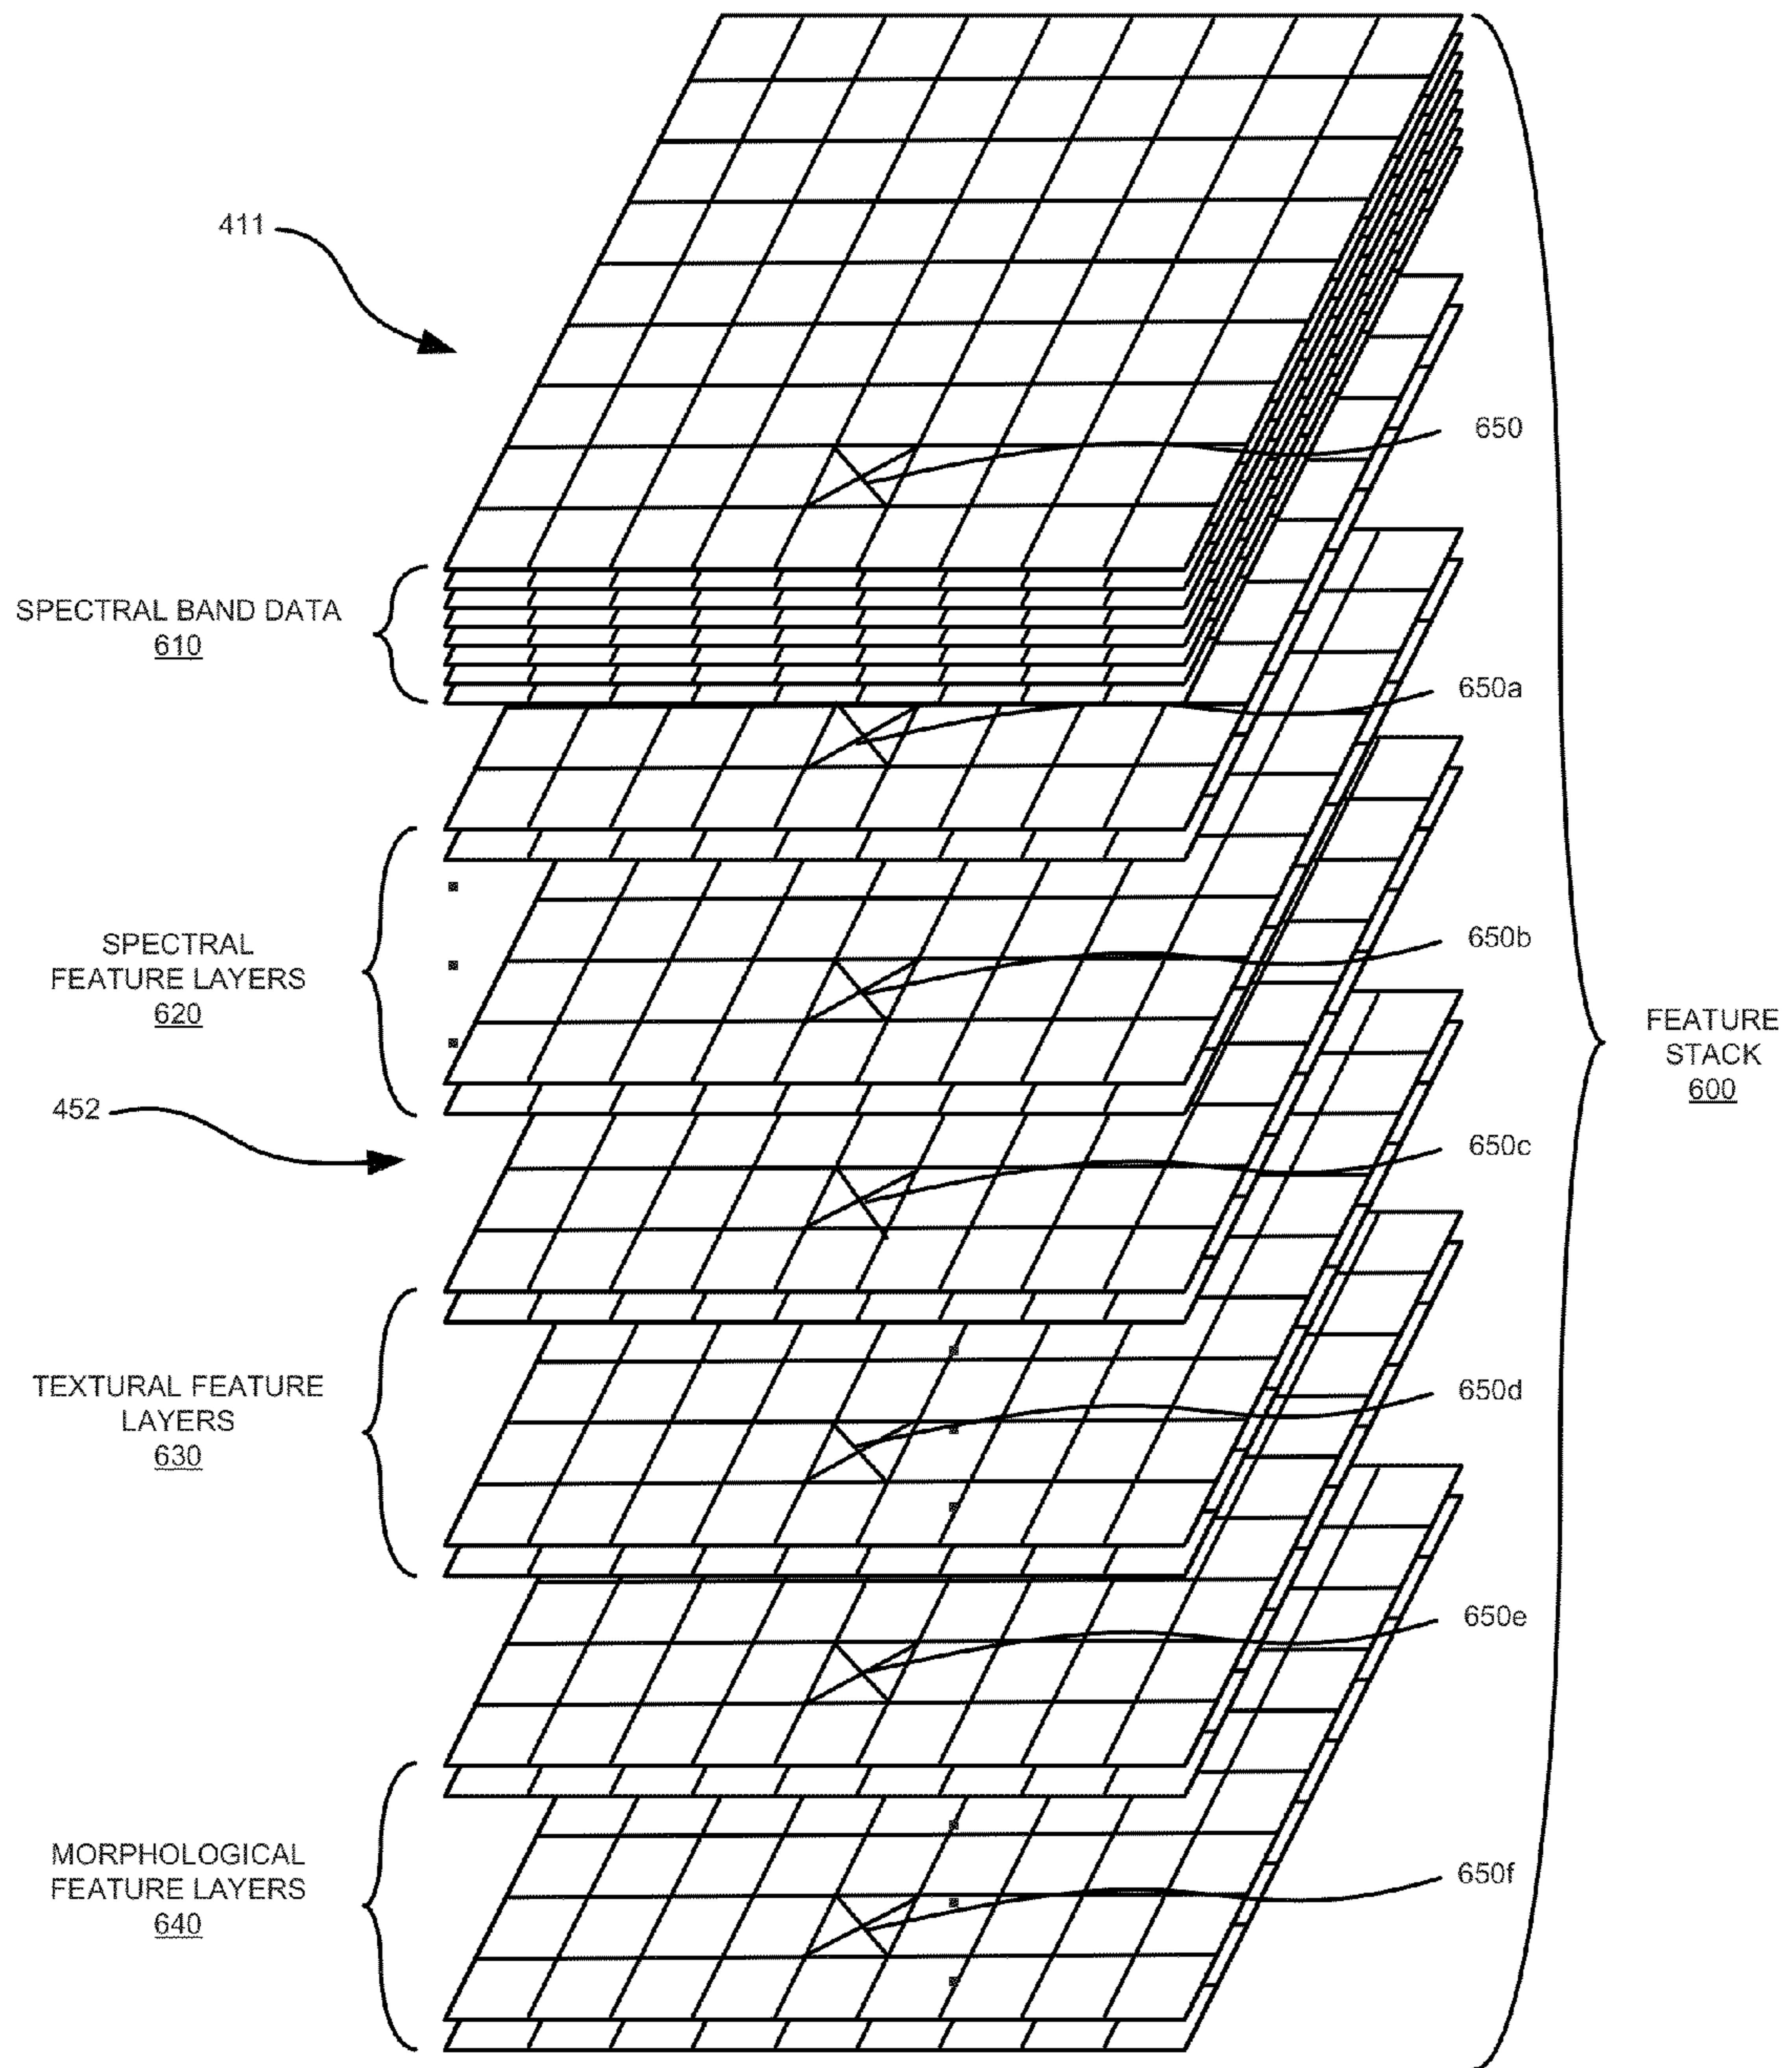 411
650
SPECTRAL BAND DATA
610
650a
650b
SPECTRAL
FEATURE LAYERS
620
FEATURE
STACK
600
452
650c
TEXTURAL FEATURE
LAYERS
630
650d
650e
MORPHOLOGICAL
FEATURE LAYERS
640
650f